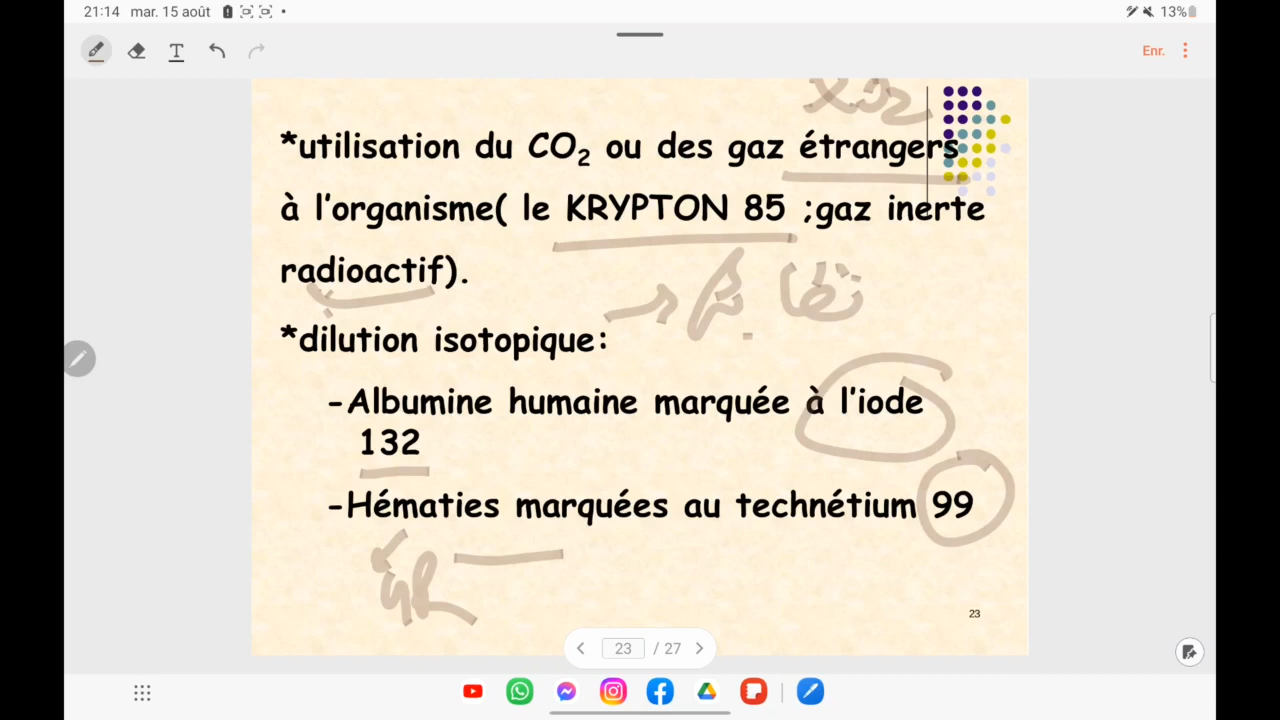 21:14 mar. 15 août
13%
T
Enr.
*utilisation du CO₂ ou des gaz étrangers
à l'organisme( le KRYPTON 85 ;gaz inerte
radioactif).
*dilution isotopique:
-Albumine humaine marquée à l'iode
132
-Hématies marquées au technétium 99
GR
23
23 / 27